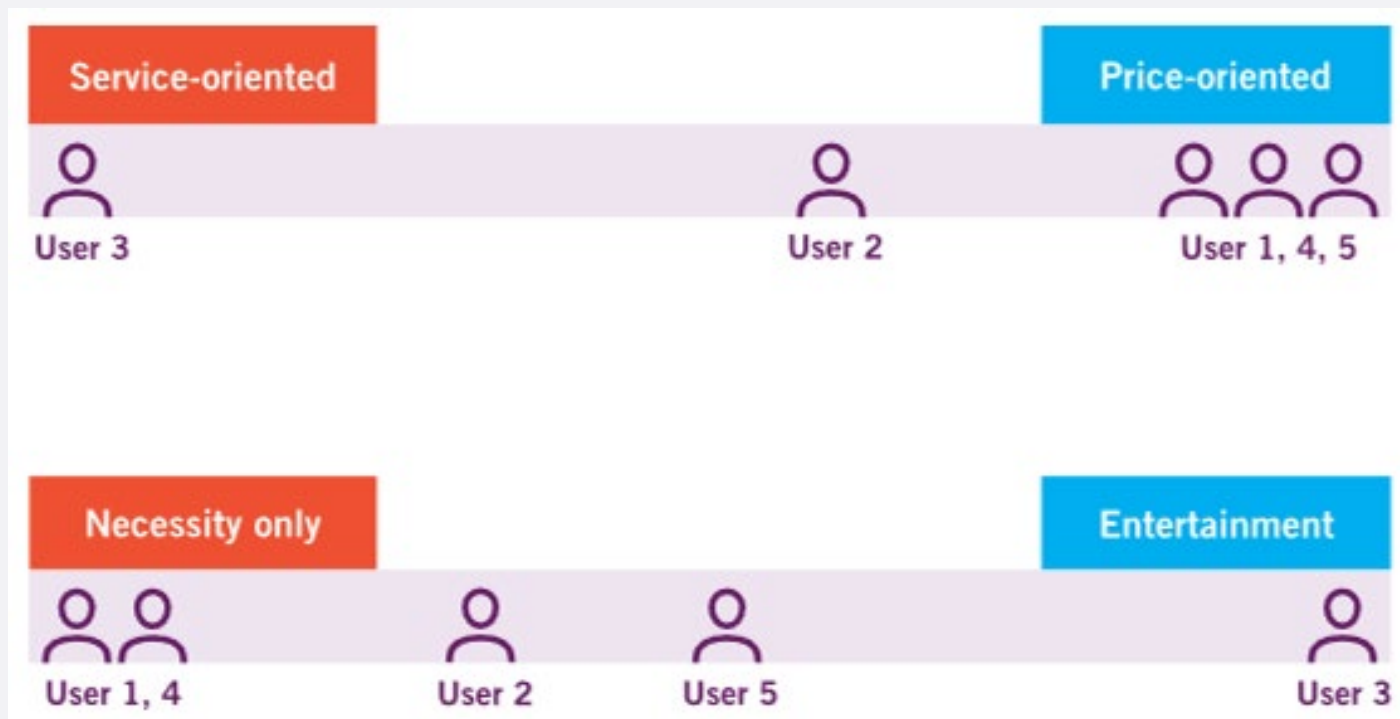 Service-oriented
Price-oriented
User 3
User 2
User 1, 4, 5
Necessity only
Entertainment
User 1, 4
User 2
User 5
User 3